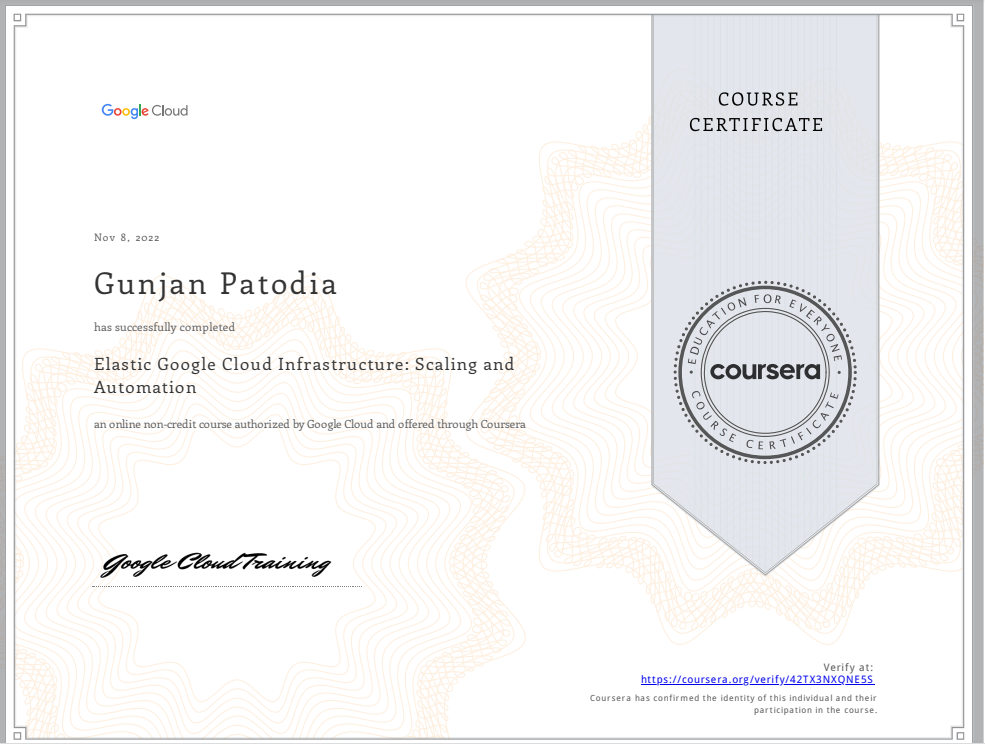 Google Cloud
COURSE
CERTIFICATE
Nov 8, 2022
Gunjan Patodia
has successfully completed
Elastic Google Cloud Infrastructure: Scaling and
Automation
an online non-credit course authorized by Google Cloud and offered through Coursera
EDUCATION FOR EVERYONE
coursera
COURSE CERTIFICATE
Google Cloud Training
Verify at:
https://coursera.org/verify/42TX3NXQNE5S
Coursera has confirmed the identity of this individual and their
participation in the course.